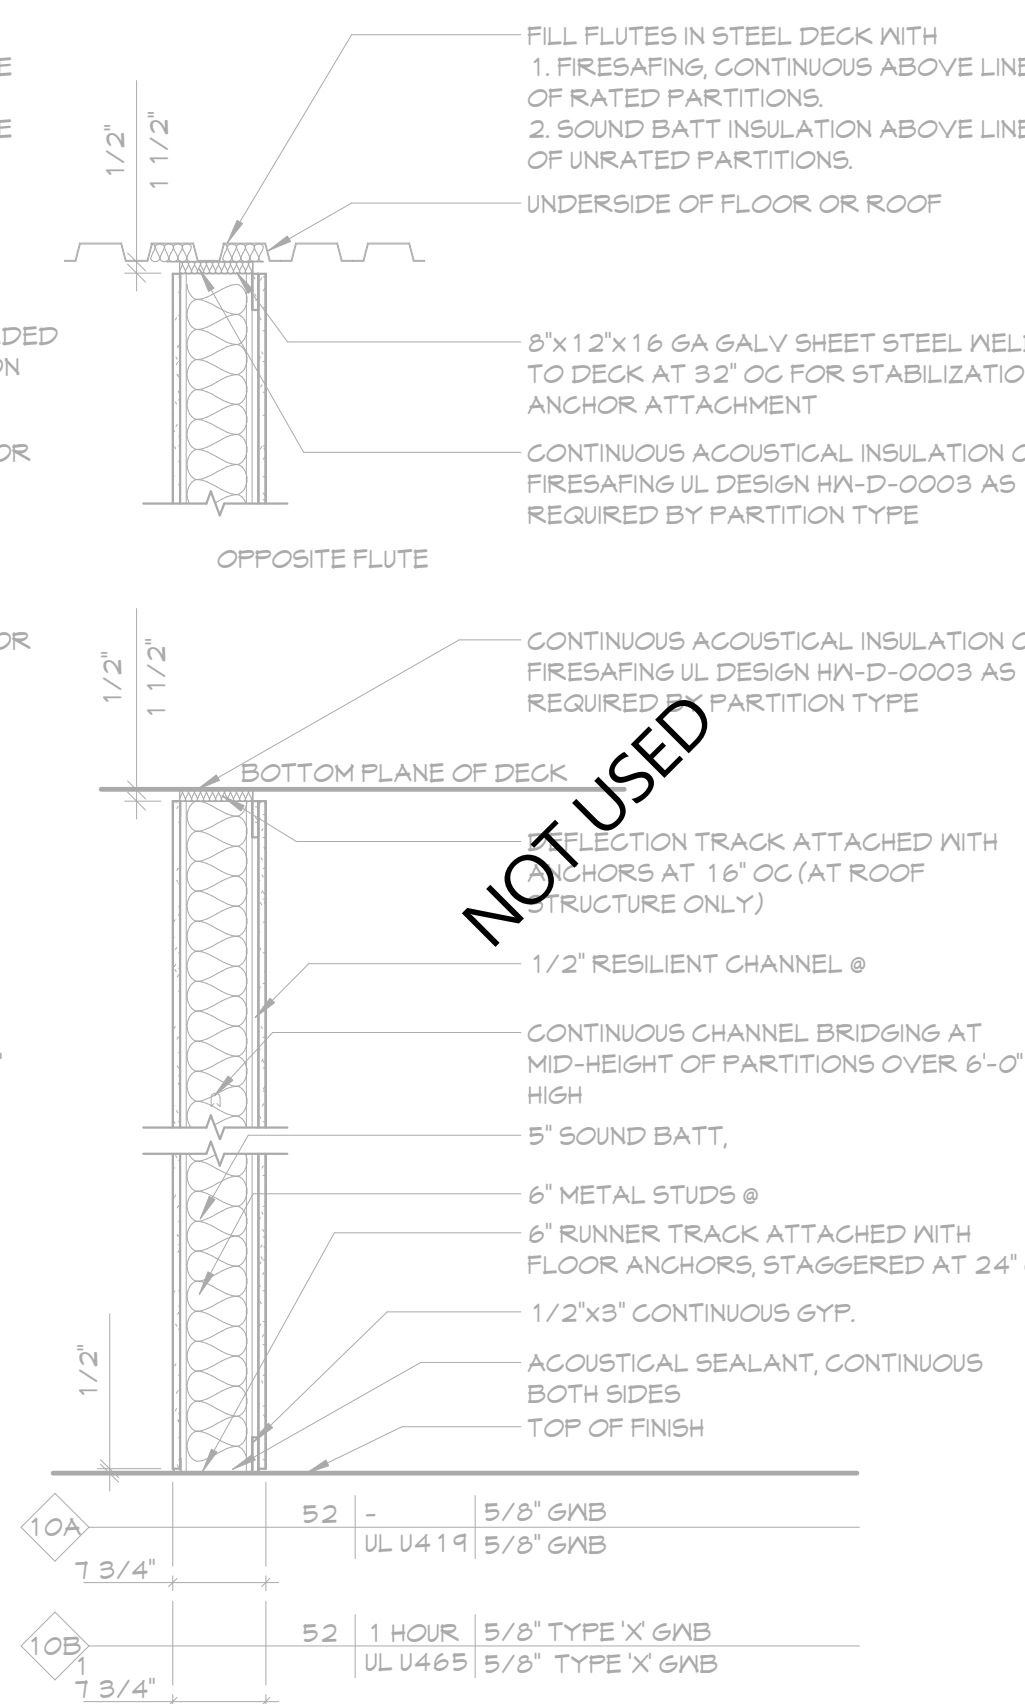 FILL FLUTES IN STEEL DECK WITH
1. FIRESAFING, CONTINUOUS ABOVE LINE
OF RATED PARTITIONS.
2. SOUND BATT INSULATION ABOVE LINE
OF UNRATED PARTITIONS.
E
E
1/2"
1 1/2"
UNDERSIDE OF FLOOR OR ROOF
DED
ON
8"x12"x16 GA GALV SHEET STEEL WEL
TO DECK AT 32" OC FOR STABILIZATIO
ANCHOR ATTACHMENT
OR
CONTINUOUS ACOUSTICAL INSULATION O
FIRESAFING UL DESIGN HW-D-0003 AS
REQUIRED BY PARTITION TYPE
OPPOSITE FLUTE
OR
1/2"
1 1/2"
CONTINUOUS ACOUSTICAL INSULATION O
FIRESAFING UL DESIGN HW-D-0003 AS
REQUIRED BY PARTITION TYPE
NOT USED
BOTTOM PLANE OF DECK
DEFLECTION TRACK ATTACHED WITH
ANCHORS AT 16" OC (AT ROOF
STRUCTURE ONLY)
1/2" RESILIENT CHANNEL @
CONTINUOUS CHANNEL BRIDGING AT
MID-HEIGHT OF PARTITIONS OVER 6'-0"
HIGH
"
5" SOUND BATT,
6" METAL STUDS @
6" RUNNER TRACK ATTACHED WITH
FLOOR ANCHORS, STAGGERED AT 24"
1/2"x3" CONTINUOUS GYP.
1/2"
ACOUSTICAL SEALANT, CONTINUOUS
BOTH SIDES
TOP OF FINISH
10A 52 - 5/8" GWB
UL U419 5/8" GWB
7 3/4"
10B 52 1 HOUR 5/8" TYPE 'X' GWB
1 UL U465 5/8" TYPE 'X' GWB
7 3/4"